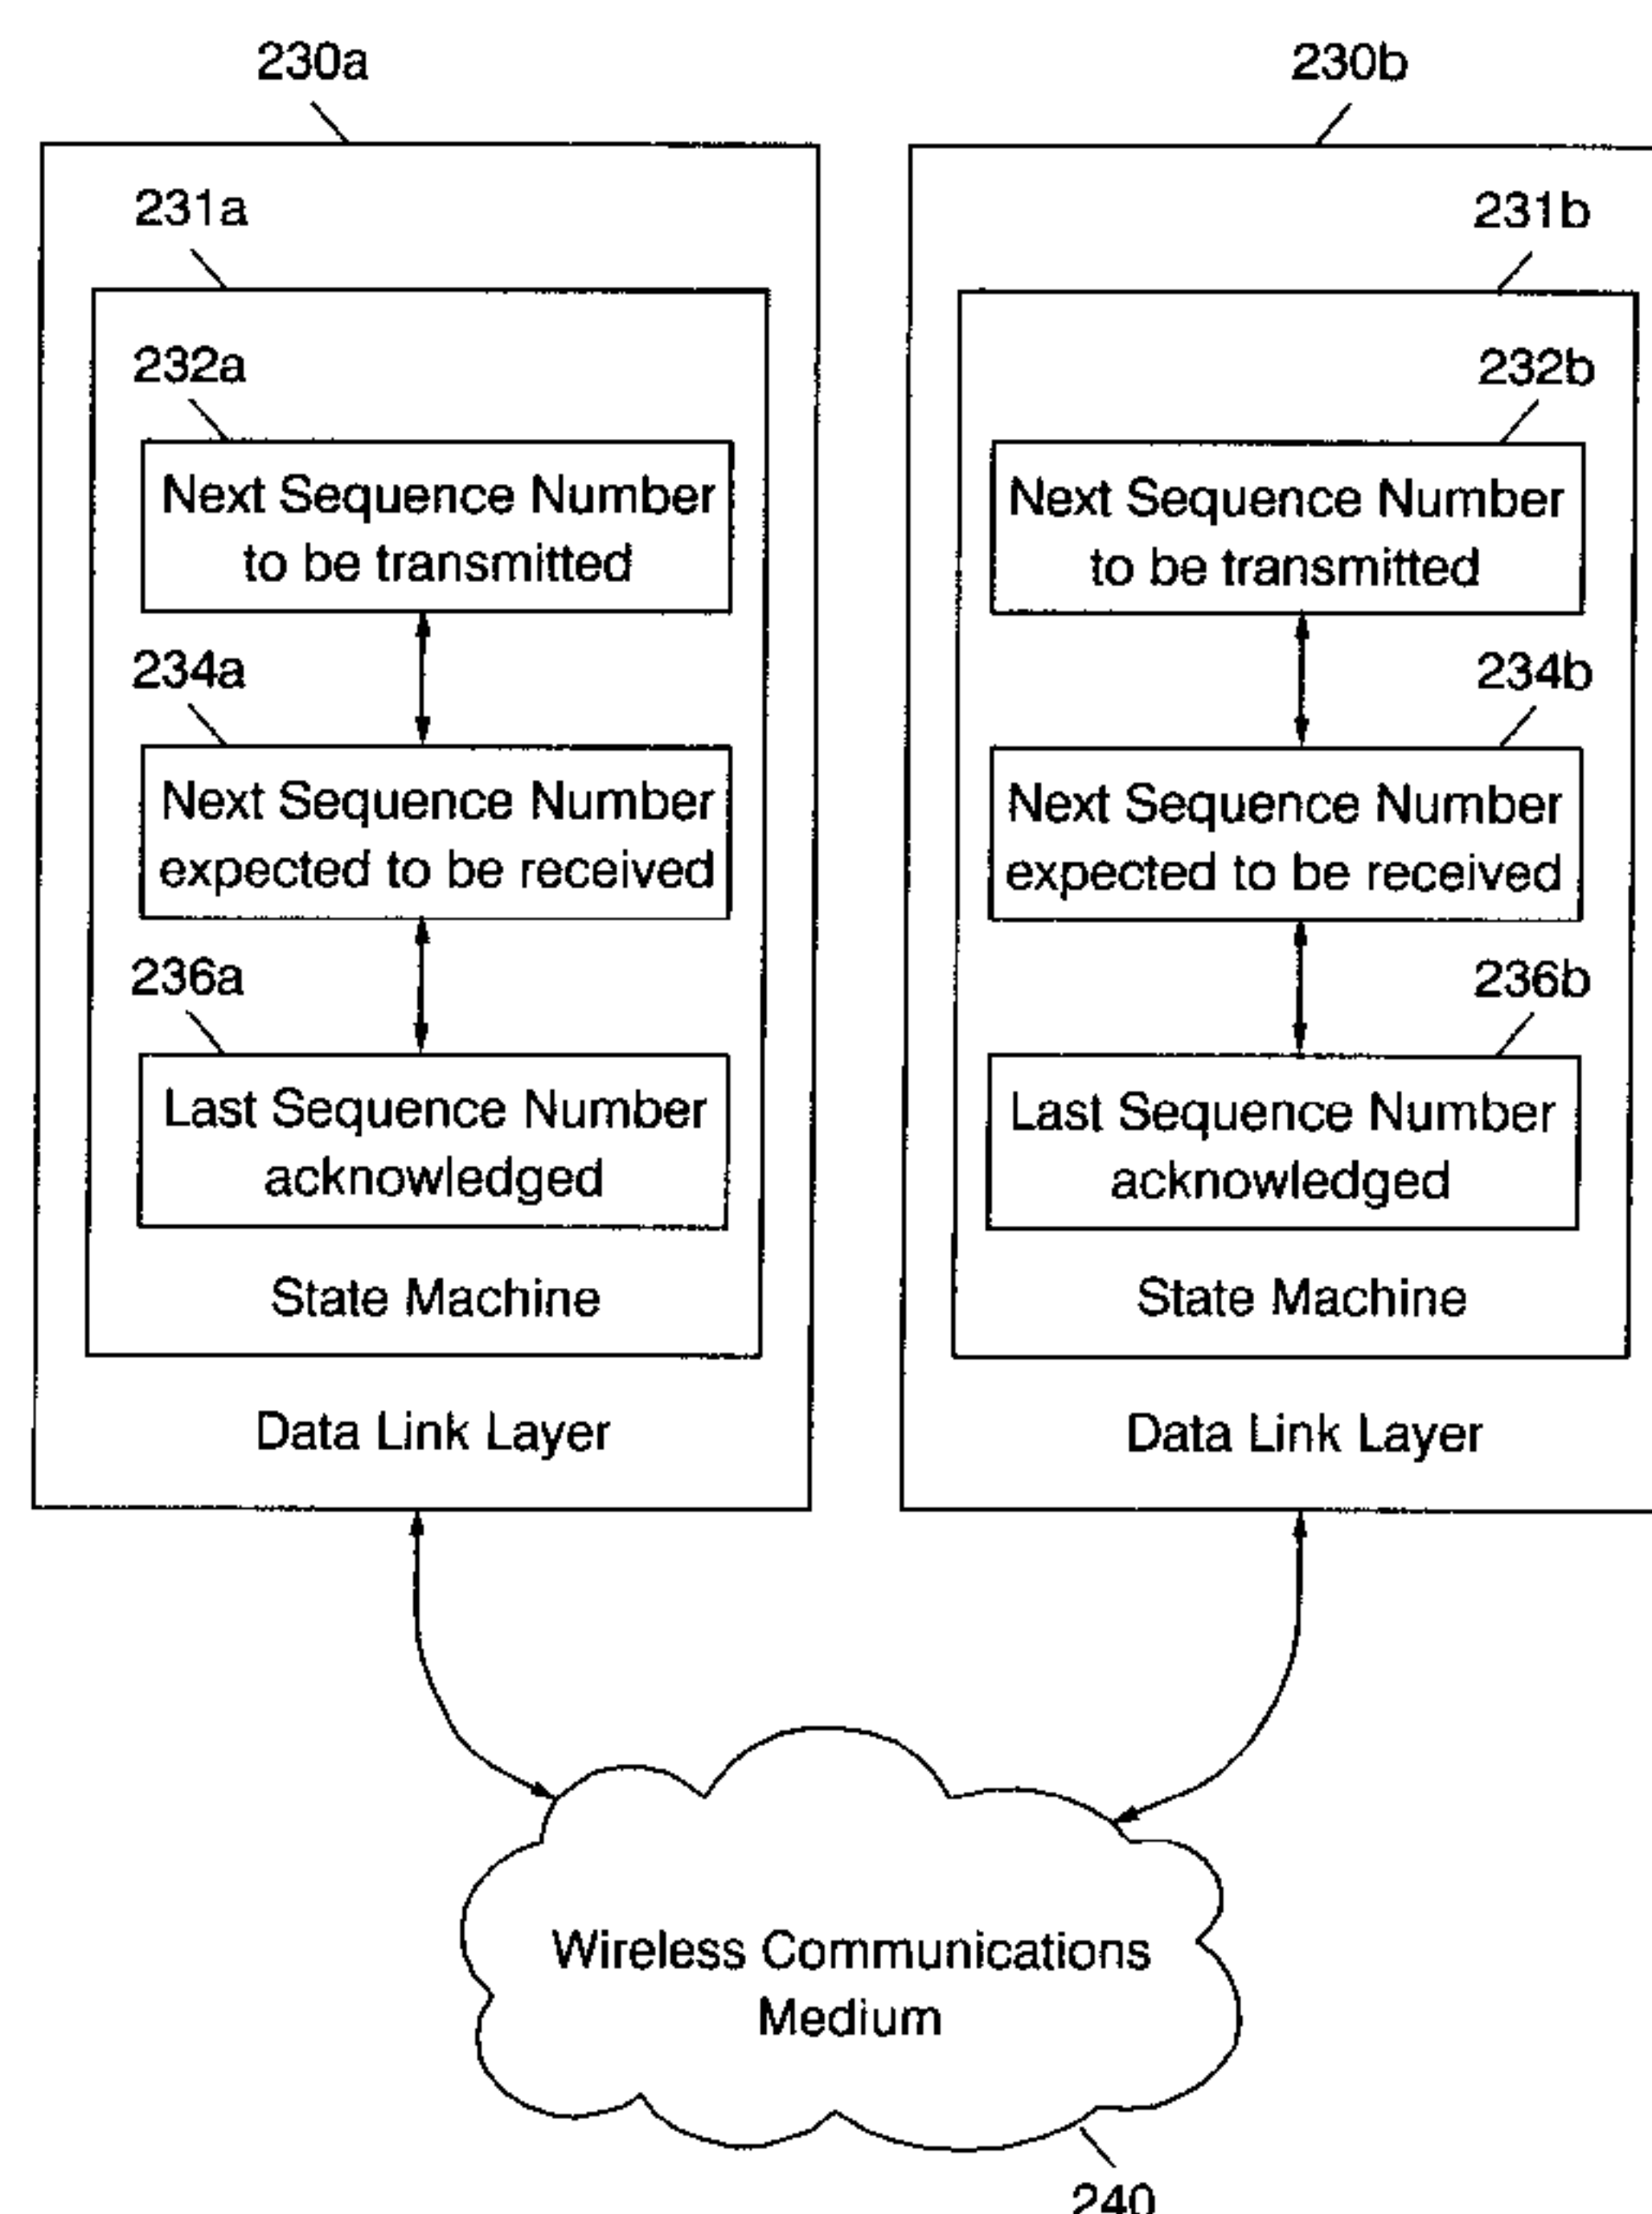 230a
230b
231a
231b
232a
232b
Next Sequence Number
to be transmitted
Next Sequence Number
to be transmitted
234a
234b
Next Sequence Number
expected to be received
Next Sequence Number
expected to be received
236a
236b
Last Sequence Number
acknowledged
Last Sequence Number
acknowledged
State Machine
State Machine
Data Link Layer
Data Link Layer
Wireless Communications
Medium
240